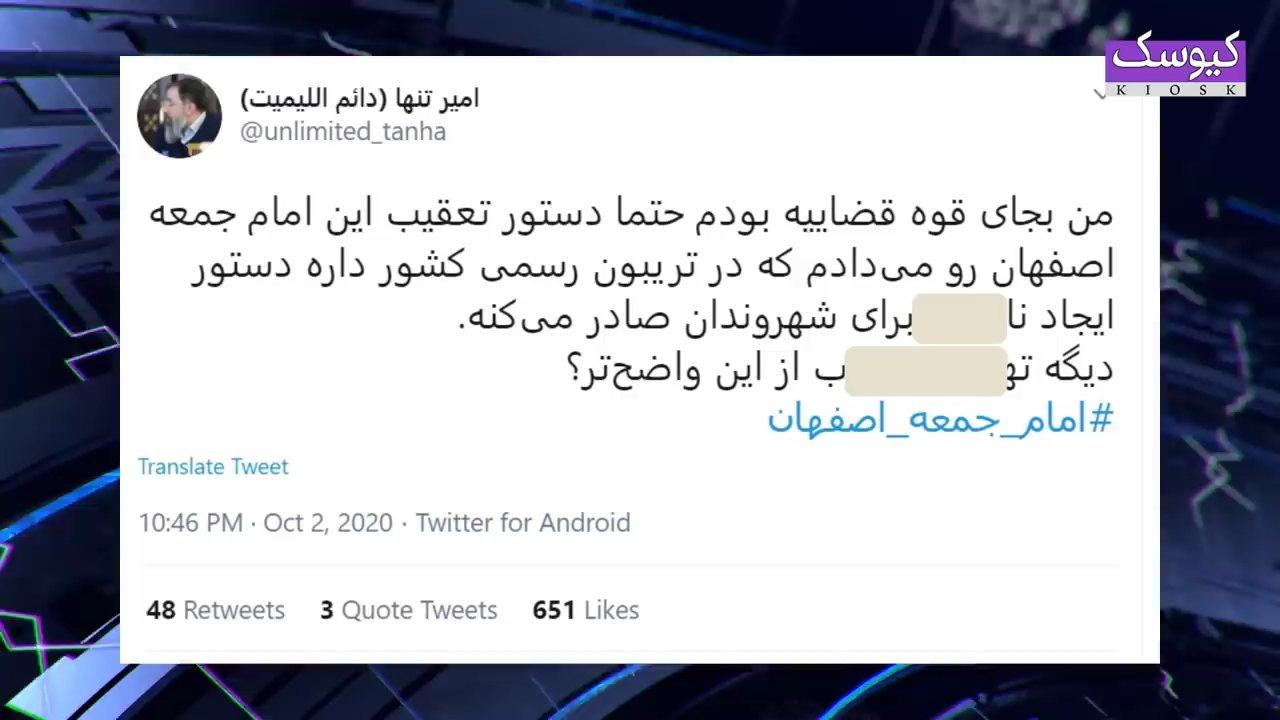 کیوسک
KIOSK
امیر تنها (دائم اللیمیت)
@unlimited_tanha
من بجای قوه قضاییه بودم حتما دستور تعقیب این امام جمعه
اصفهان رو می‌دادم که در تریبون رسمی کشور داره دستور
ایجاد نا برای شهروندان صادر می‌کنه.
دیگه ته ب از این واضح‌تر؟
#امام_جمعه_اصفهان
Translate Tweet
10:46 PM · Oct 2, 2020 · Twitter for Android
48 Retweets 3 Quote Tweets 651 Likes